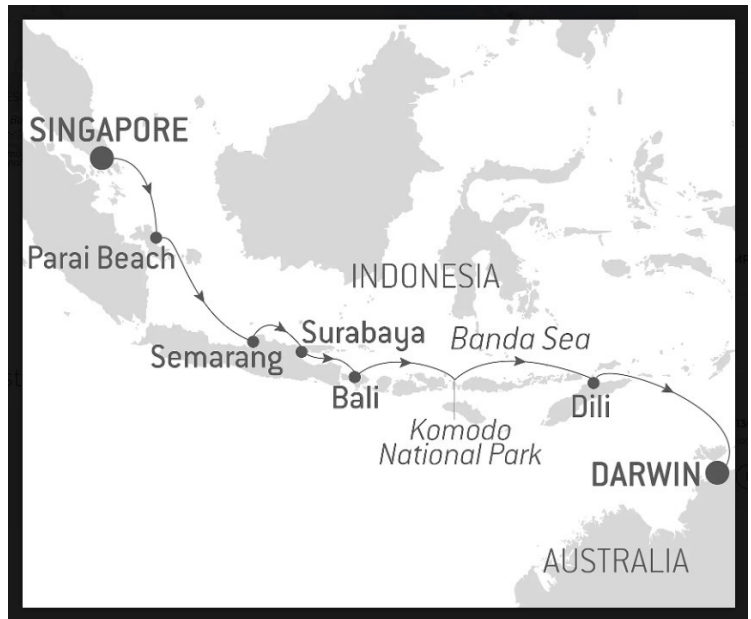 SINGAPORE
Parai Beach
INDONESIA
Semarang
Surabaya
Banda Sea
Bali
Komodo
National Park
Dili
DARWIN
AUSTRALIA